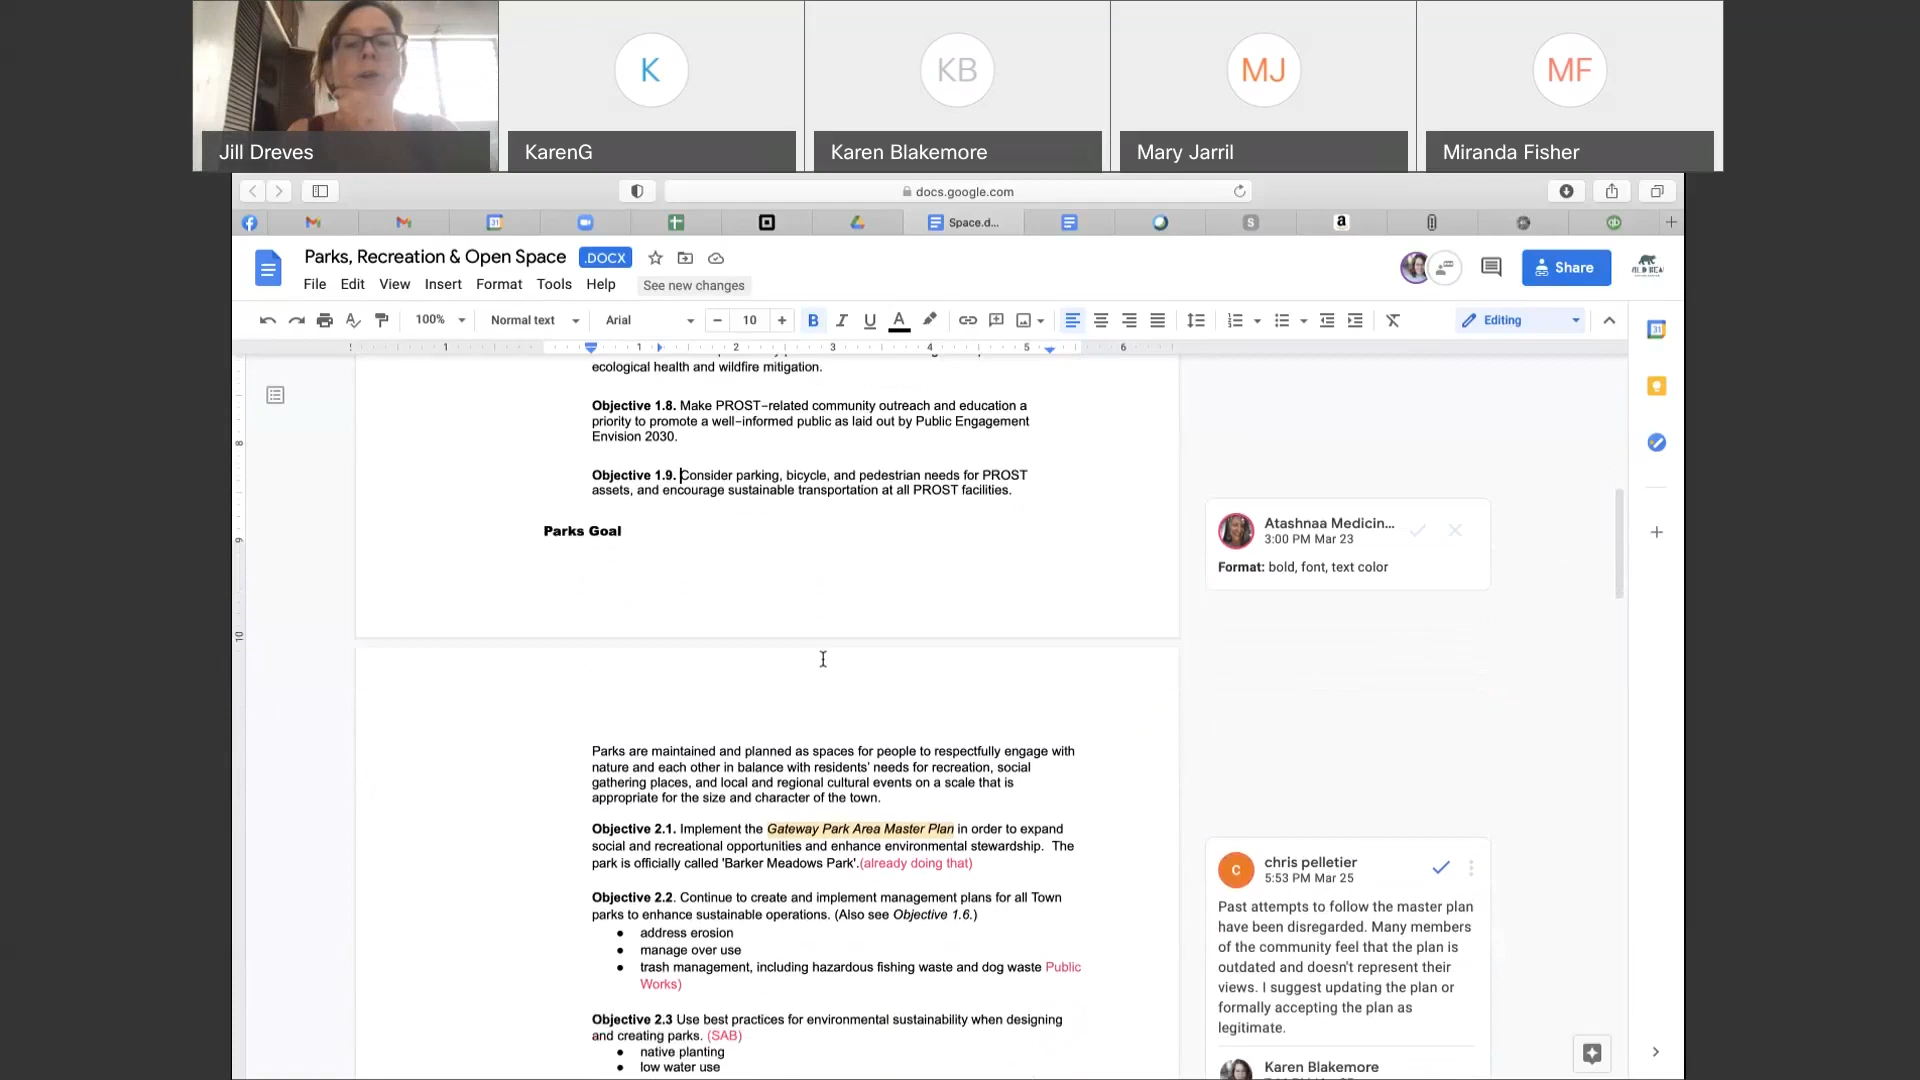 K
KB
MJ
MF
Jill Dreves
KarenG
Karen Blakemore
Mary Jarril
Miranda Fisher
docs.google.com
Space.d...
Parks, Recreation & Open Space .DOCX
Share
File Edit View Insert Format Tools Help See new changes
100% Normal text Arial 10 Editing
1 1 2 3 4 5 6
ecological health and wildfire mitigation.
Objective 1.8. Make PROST–related community outreach and education a
priority to promote a well–informed public as laid out by Public Engagement
Envision 2030.
Objective 1.9. Consider parking, bicycle, and pedestrian needs for PROST
assets, and encourage sustainable transportation at all PROST facilities.
Parks Goal
Atashnaa Medicin...
3:00 PM Mar 23
Format: bold, font, text color
8
9
10
Parks are maintained and planned as spaces for people to respectfully engage with
nature and each other in balance with residents' needs for recreation, social
gathering places, and local and regional cultural events on a scale that is
appropriate for the size and character of the town.
Objective 2.1. Implement the Gateway Park Area Master Plan in order to expand
social and recreational opportunities and enhance environmental stewardship. The
park is officially called 'Barker Meadows Park'.(already doing that)
Objective 2.2. Continue to create and implement management plans for all Town
parks to enhance sustainable operations. (Also see Objective 1.6.)
● address erosion
● manage over use
● trash management, including hazardous fishing waste and dog waste Public
Works)
Objective 2.3 Use best practices for environmental sustainability when designing
and creating parks. (SAB)
● native planting
● low water use
c
chris pelletier
5:53 PM Mar 25
Past attempts to follow the master plan
have been disregarded. Many members
of the community feel that the plan is
outdated and doesn't represent their
views. I suggest updating the plan or
formally accepting the plan as
legitimate.
Karen Blakemore